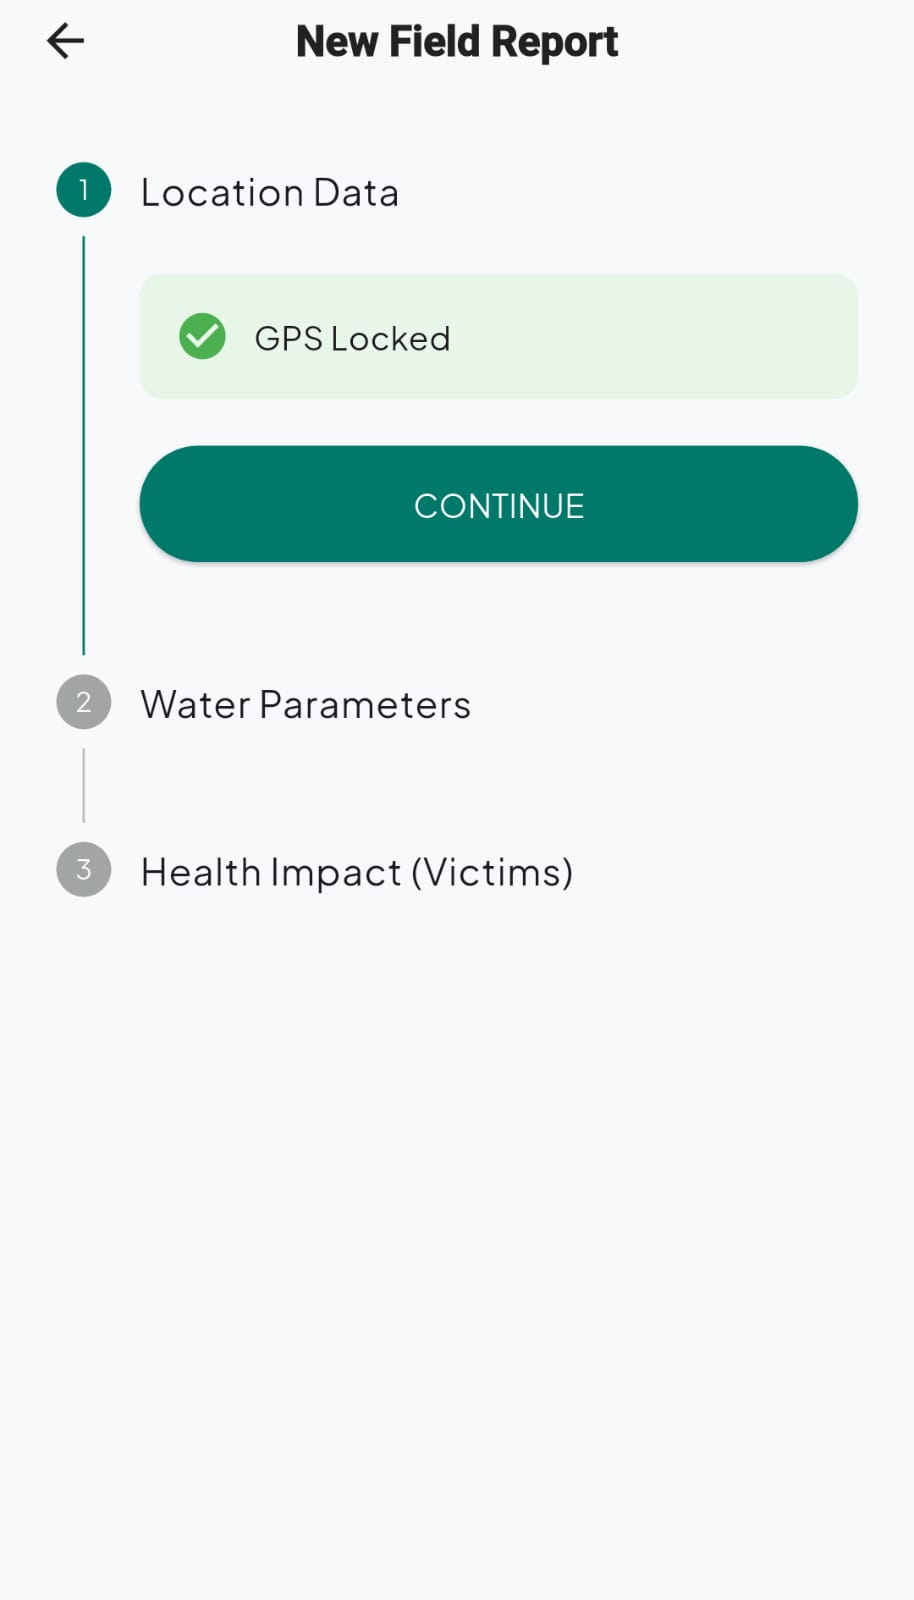 New Field Report
1
Location Data
GPS Locked
CONTINUE
2
Water Parameters
3
Health Impact (Victims)